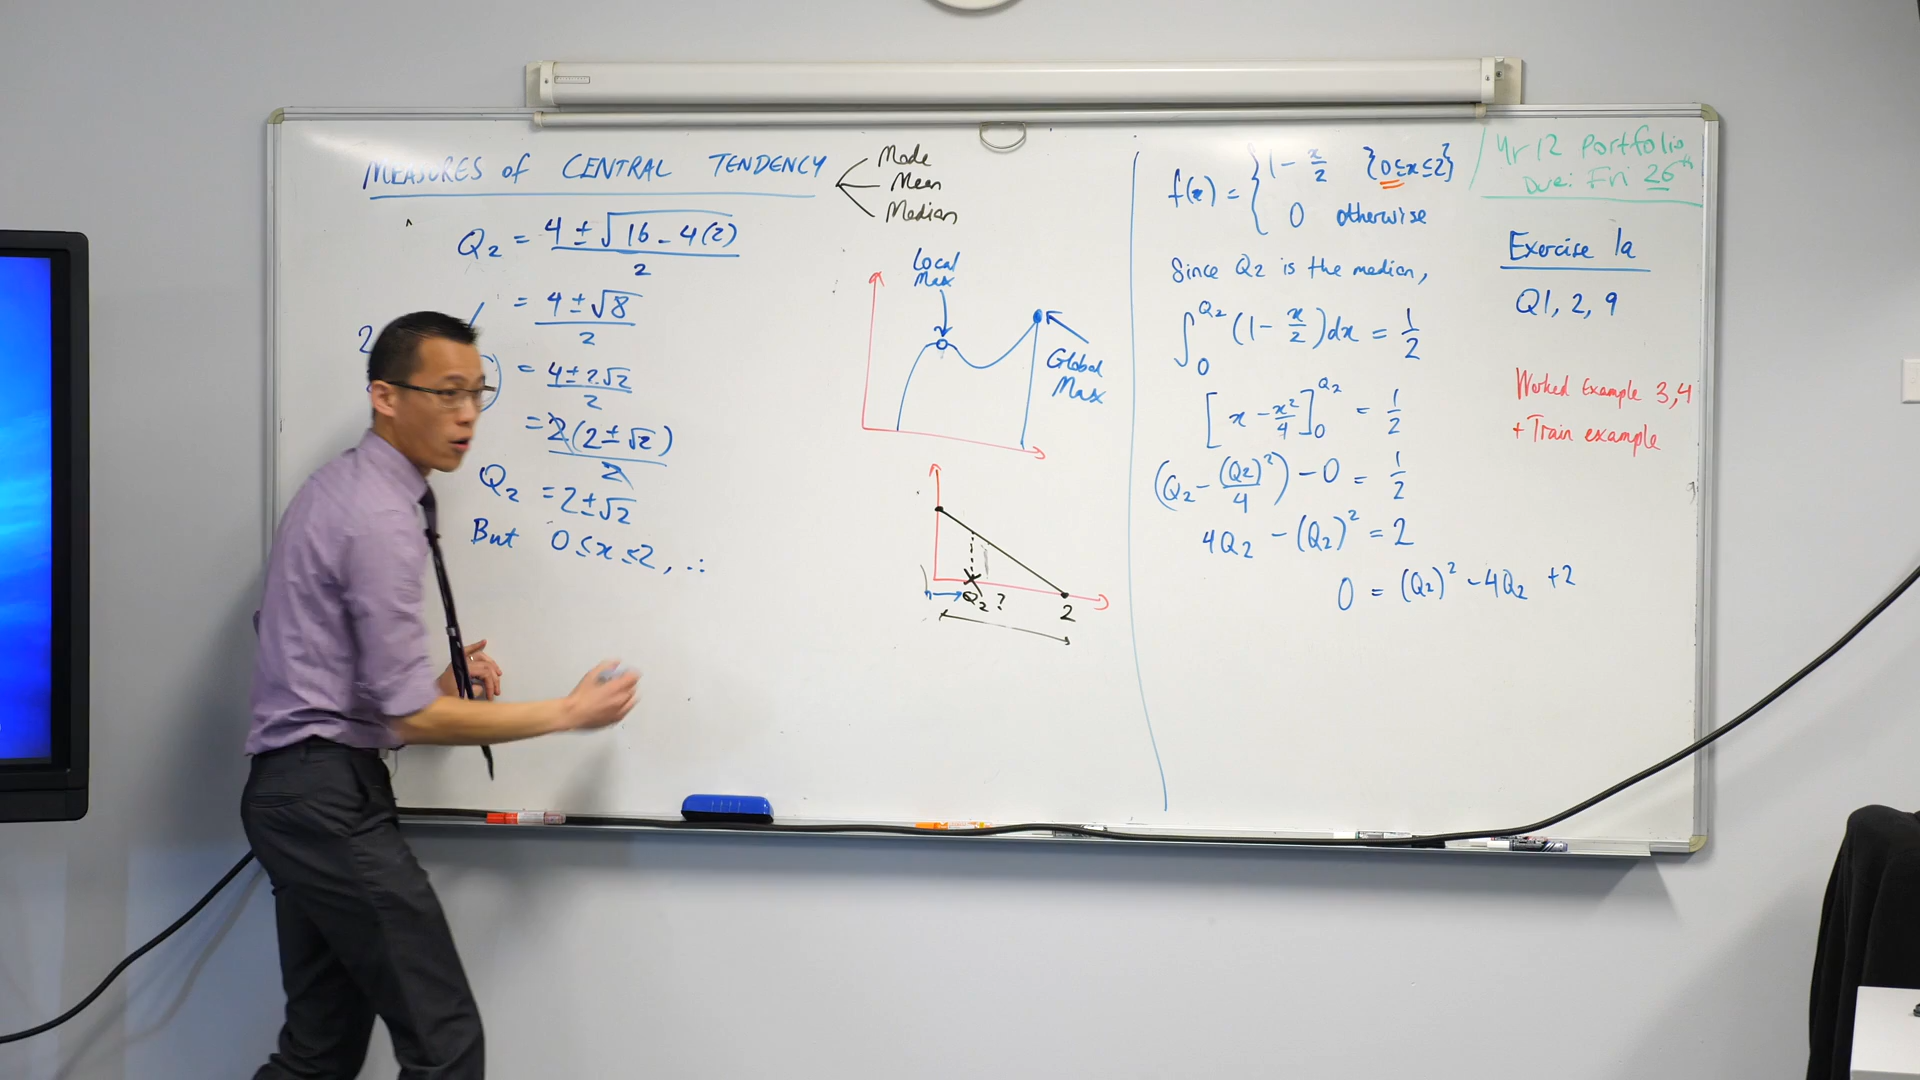 MEASURES of CENTRAL TENDENCY
Mode
Mean
Median
Q₂ = (4 ± √(16 - 4(2)))/2
= (4 ± √8)/2
= (4 ± 2√2)/2
= 2(2 ± √2)/2
Q₂ = 2 ± √2
But 0 ≤ x ≤ 2, ∴
2
Local
Max
Global
Max
Q₂ ?
2
f(x) = { 1 - x/2 {0 ≤ x ≤ 2}
0 otherwise
Since Q₂ is the median,
∫₀^Q₂ (1 - x/2) dx = 1/2
[x - x²/4]₀^Q₂ = 1/2
(Q₂ - (Q₂)²/4) - 0 = 1/2
4Q₂ - (Q₂)² = 2
0 = (Q₂)² - 4Q₂ + 2
Yr 12 Portfolio
Due: Fri 26th
Exercise 1a
Q1, 2, 9
Worked Example 3,4
+ Train example